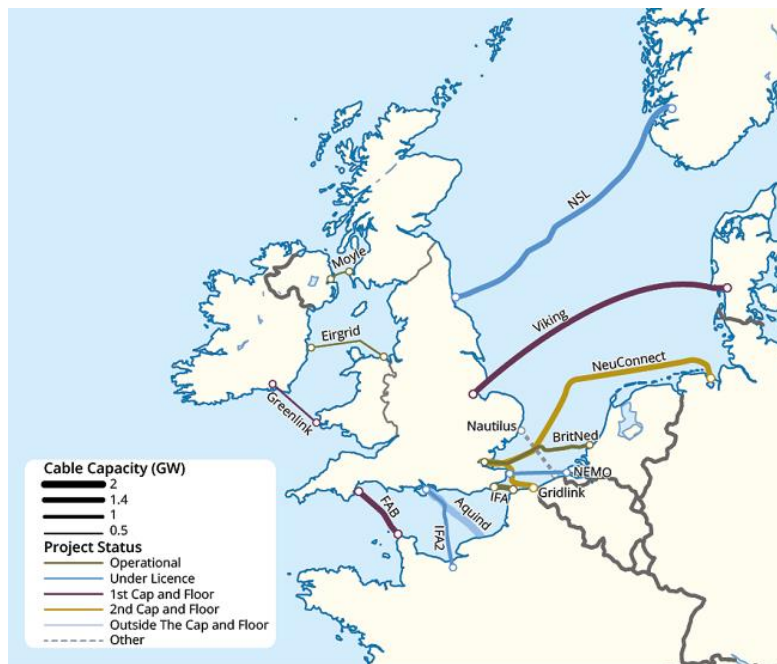 NSL
Moyle
Viking
Eirgrid
NeuConnect
Greenlink
Nautilus
BritNed
NEMO
IFA
Gridlink
FAB
Aquind
IFA2
Cable Capacity (GW)
2
1.4
1
0.5
Project Status
Operational
Under Licence
1st Cap and Floor
2nd Cap and Floor
Outside The Cap and Floor
Other